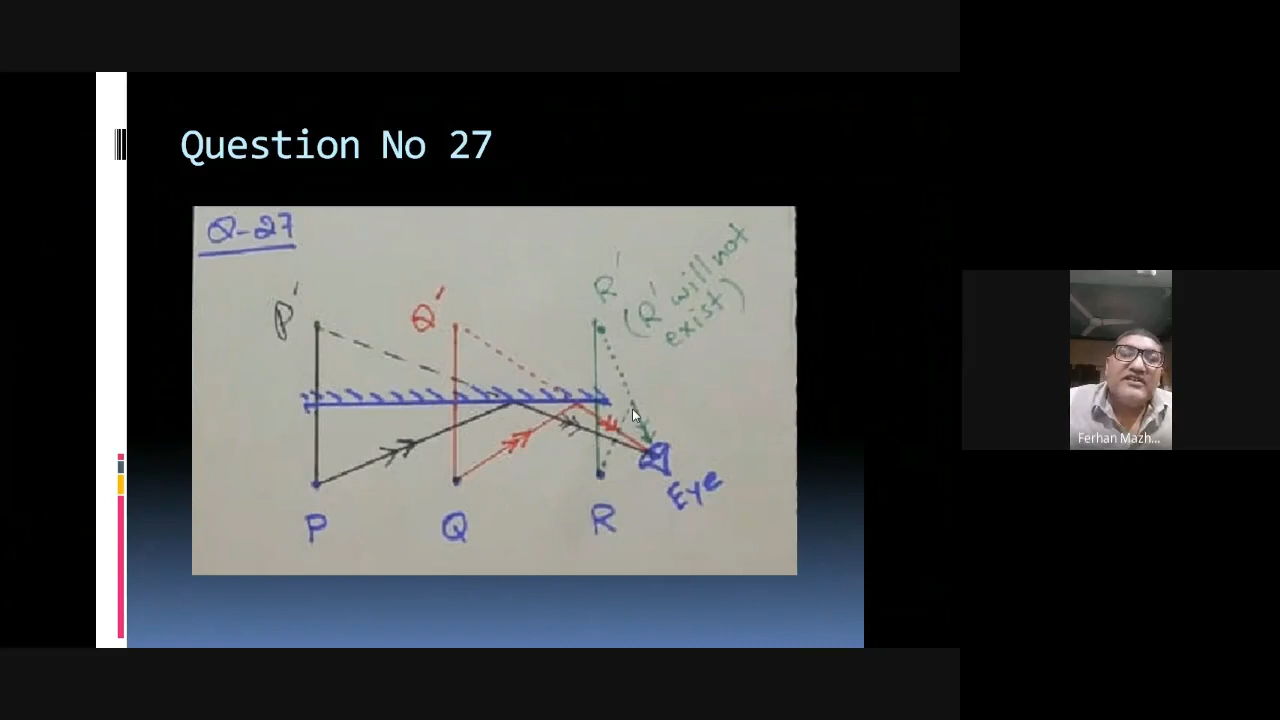 Question No 27
Q-27
P'
Q'
R'
(R' will not
exist)
P
Q
R
Eye
Ferhan Mazh...